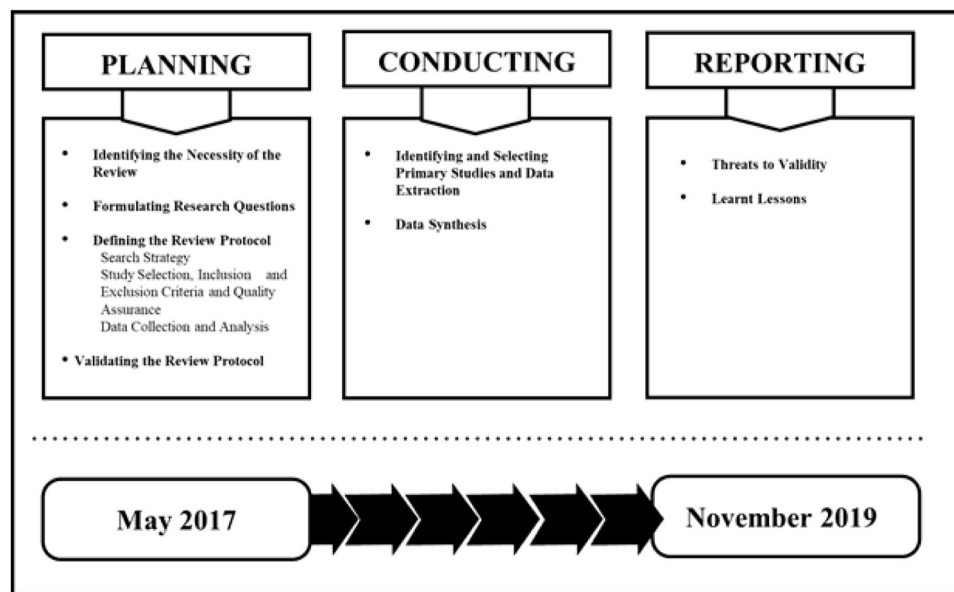 PLANNING
• Identifying the Necessity of the
Review
• Formulating Research Questions
• Defining the Review Protocol
Search Strategy
Study Selection, Inclusion and
Exclusion Criteria and Quality
Assurance
Data Collection and Analysis
• Validating the Review Protocol
CONDUCTING
• Identifying and Selecting
Primary Studies and Data
Extraction
• Data Synthesis
REPORTING
• Threats to Validity
• Learnt Lessons
May 2017
November 2019